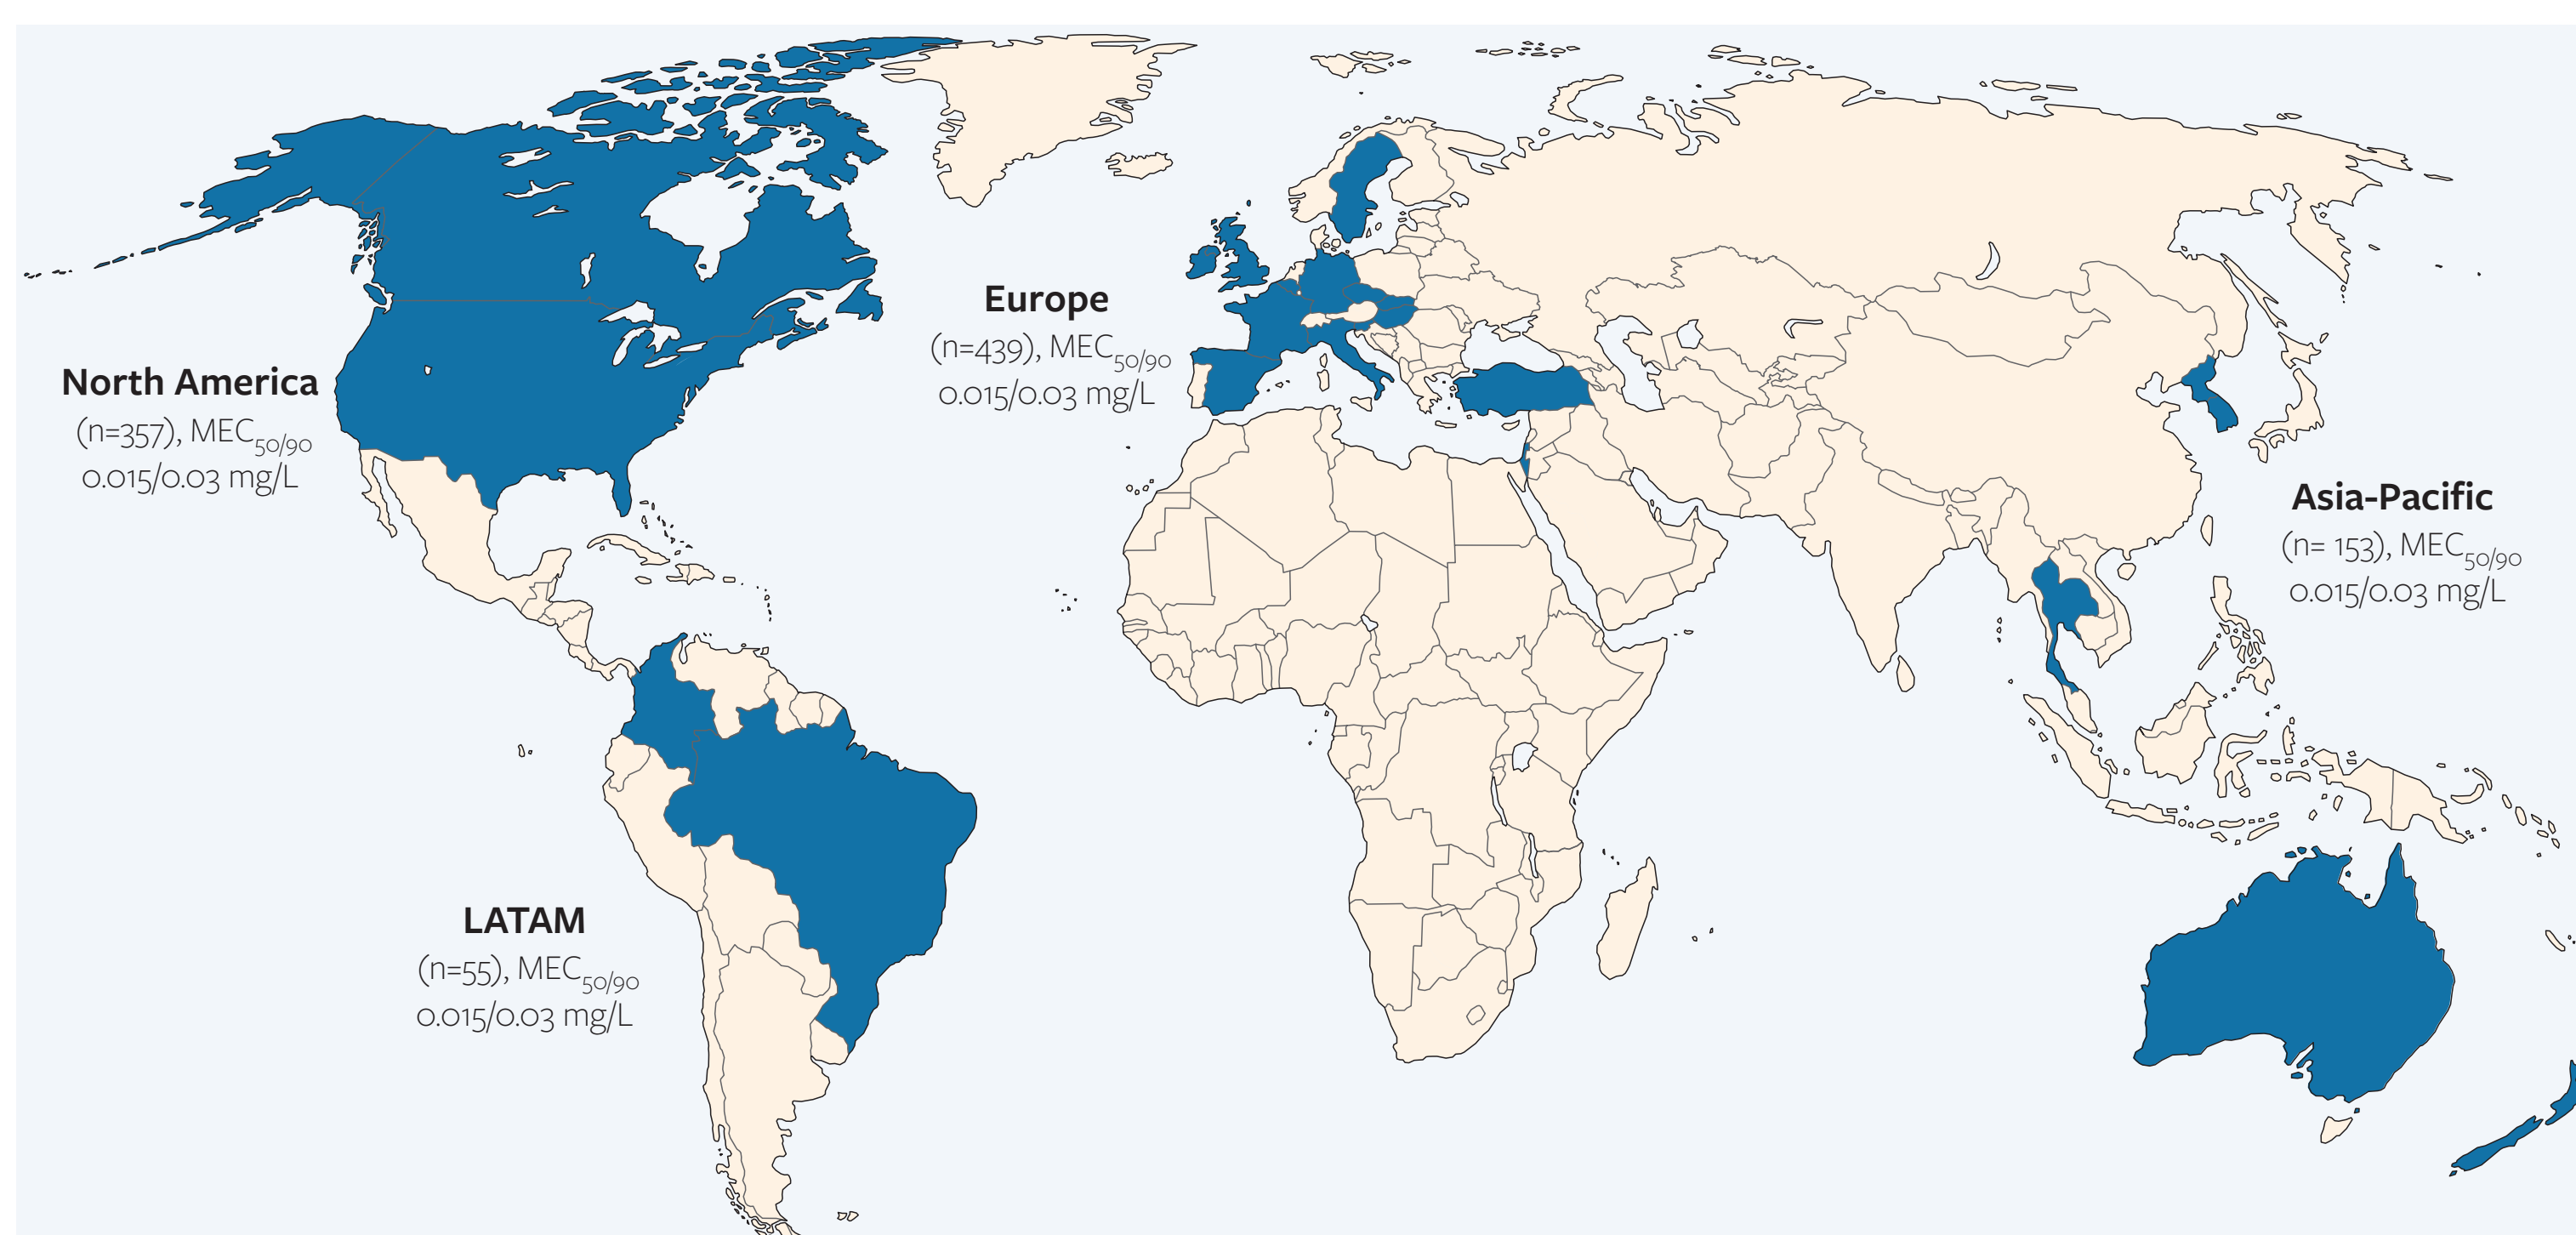 North America
(n=357), MEC50/90
0.015/0.03 mg/L
Europe
(n=439), MEC50/90
0.015/0.03 mg/L
Asia-Pacific
(n= 153), MEC50/90
0.015/0.03 mg/L
LATAM
(n=55), MEC50/90
0.015/0.03 mg/L